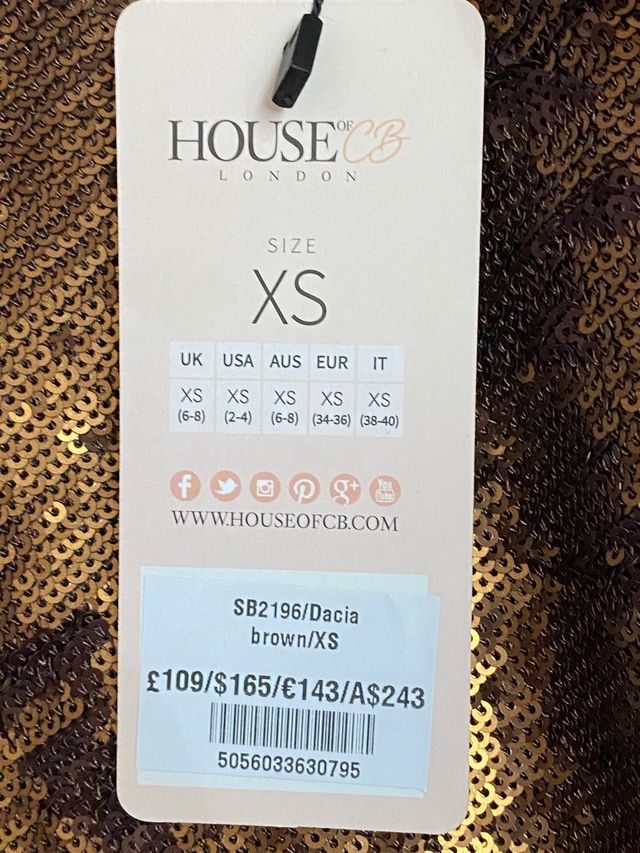 HOUSE OF CB
LONDON
SIZE
XS
UK USA AUS EUR IT
XS XS XS XS XS
(6-8) (2-4) (6-8) (34-36) (38-40)
f g+ You Tube
WWW.HOUSEOFCB.COM
SB2196/Dacia
brown/XS
£109/$165/€143/A$243
5056033630795